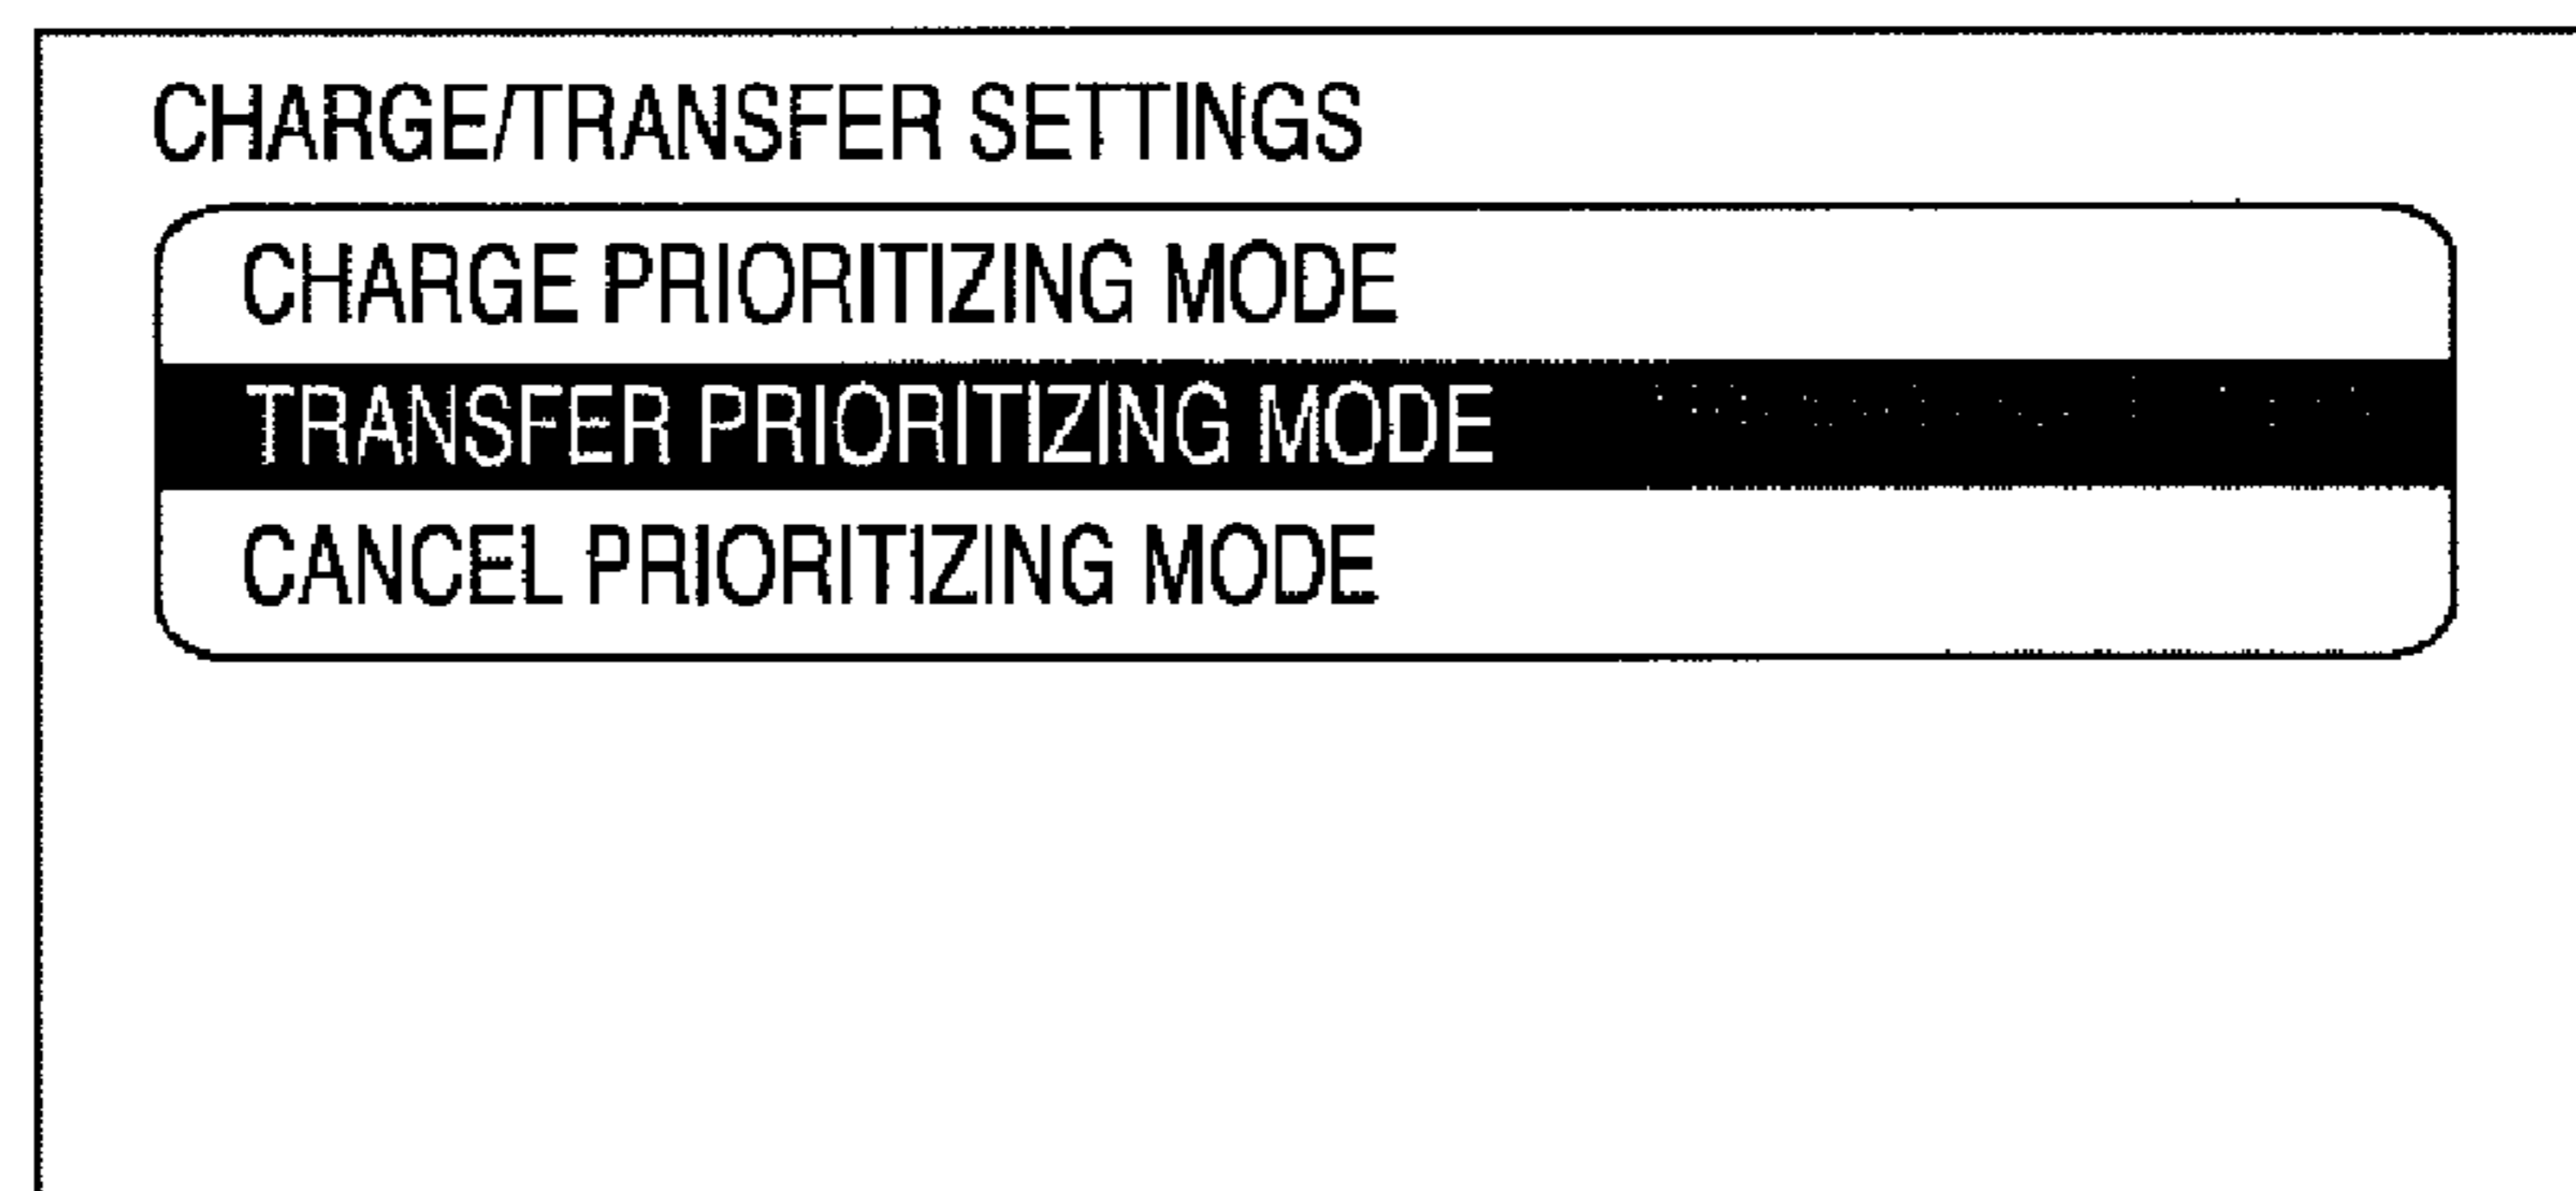 CHARGE/TRANSFER SETTINGS
CHARGE PRIORITIZING MODE
TRANSFER PRIORITIZING MODE
CANCEL PRIORITIZING MODE